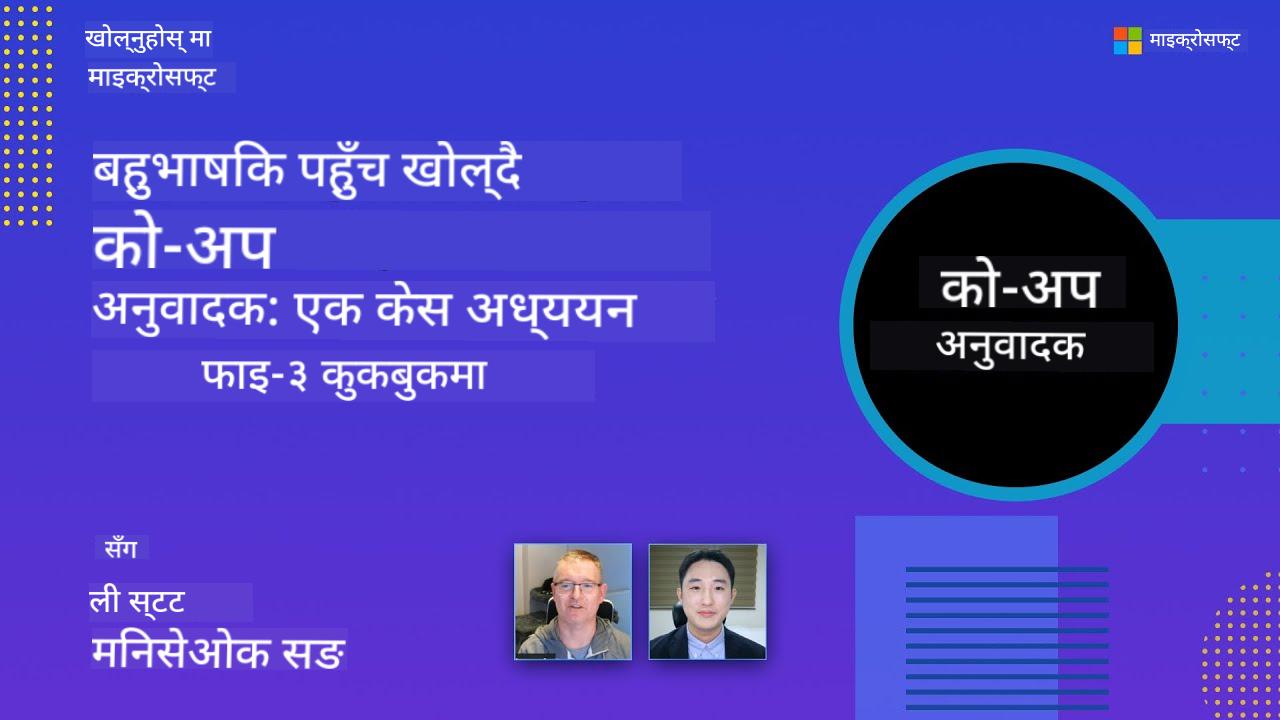 खोल्नुहोस् मा
माइक्रोसफ्ट
माइक्रोसफ्ट
बहुभाषकि पहुँच खोल्दै
को-अप
अनुवादक: एक केस अध्ययन
फाइ-३ कुकबुकमा
को-अप
अनुवादक
सँग
ली स्टट
मनिसेओक सङ